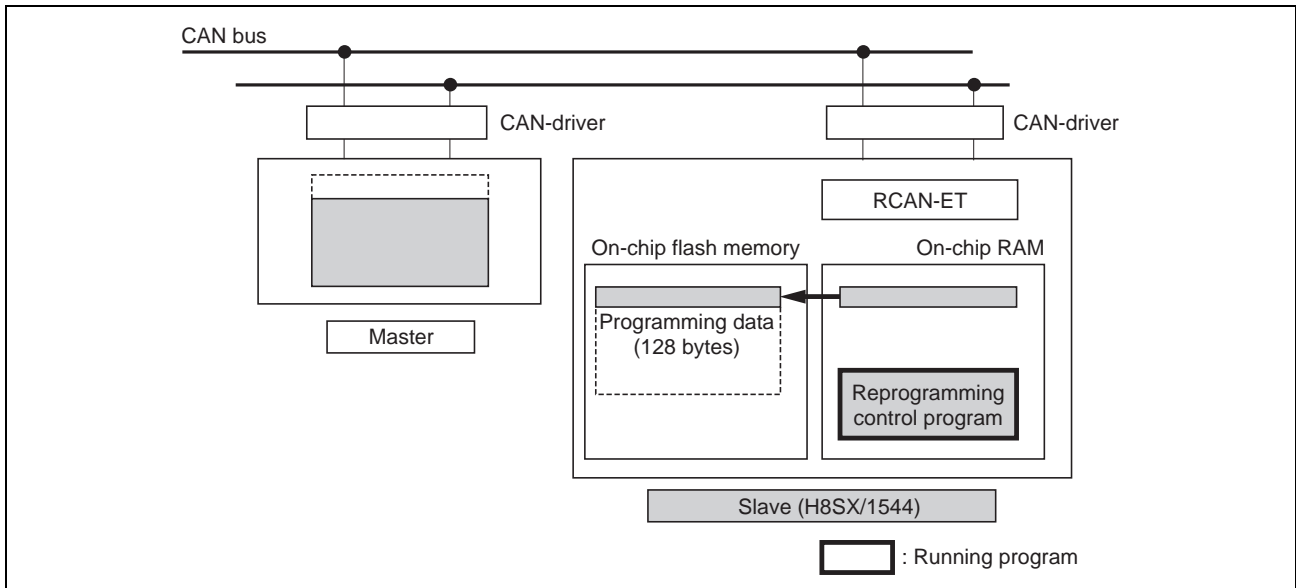 CAN bus
CAN-driver
CAN-driver
RCAN-ET
On-chip flash memory
On-chip RAM
Programming data
(128 bytes)
Master
Reprogramming
control program
Slave (H8SX/1544)
: Running program